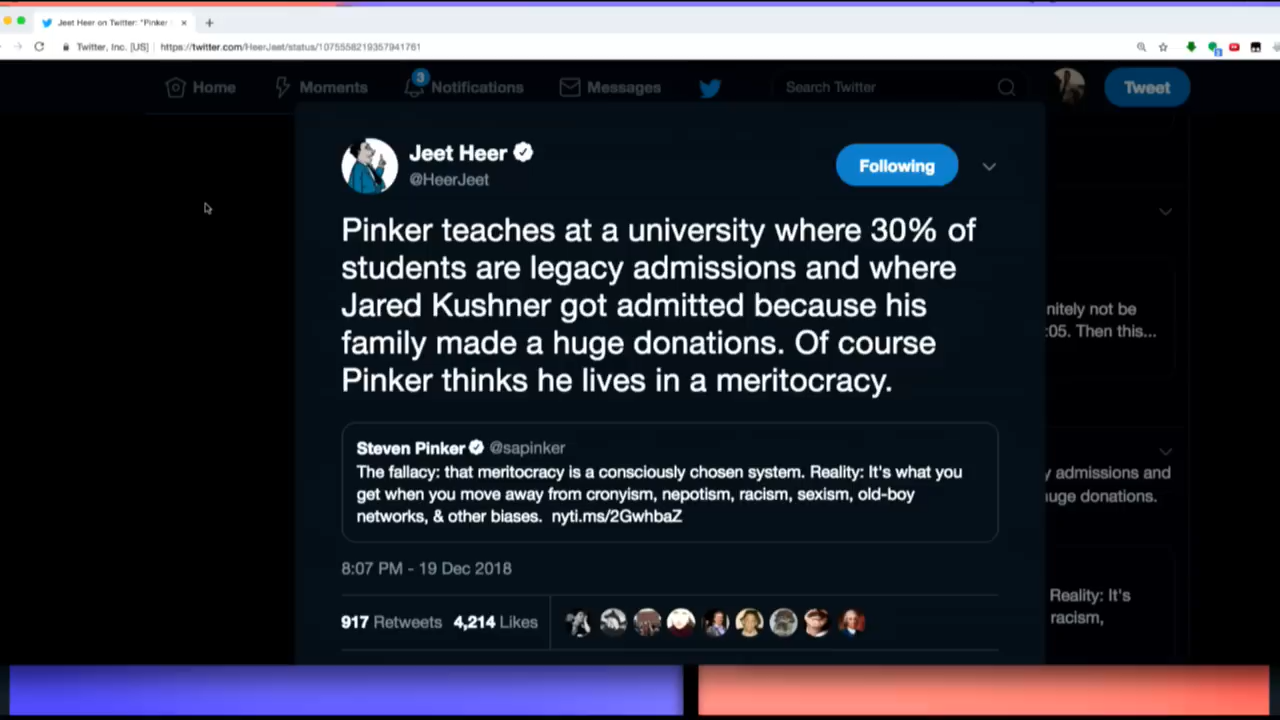 Jeet Heer on Twitter: "Pinker
Twitter, Inc. [US] | https://twitter.com/HeerJeet/status/1075558219357941761
Home Moments 3 Notifications Messages Search Twitter Tweet
Jeet Heer
@HeerJeet
Following
Pinker teaches at a university where 30% of
students are legacy admissions and where
Jared Kushner got admitted because his
family made a huge donations. Of course
Pinker thinks he lives in a meritocracy.
Steven Pinker @sapinker
The fallacy: that meritocracy is a consciously chosen system. Reality: It's what you
get when you move away from cronyism, nepotism, racism, sexism, old-boy
networks, & other biases. nyti.ms/2GwhbaZ
8:07 PM - 19 Dec 2018
917 Retweets 4,214 Likes
nitely not be
:05. Then this...
y admissions and
uge donations.
Reality: It's
racism,